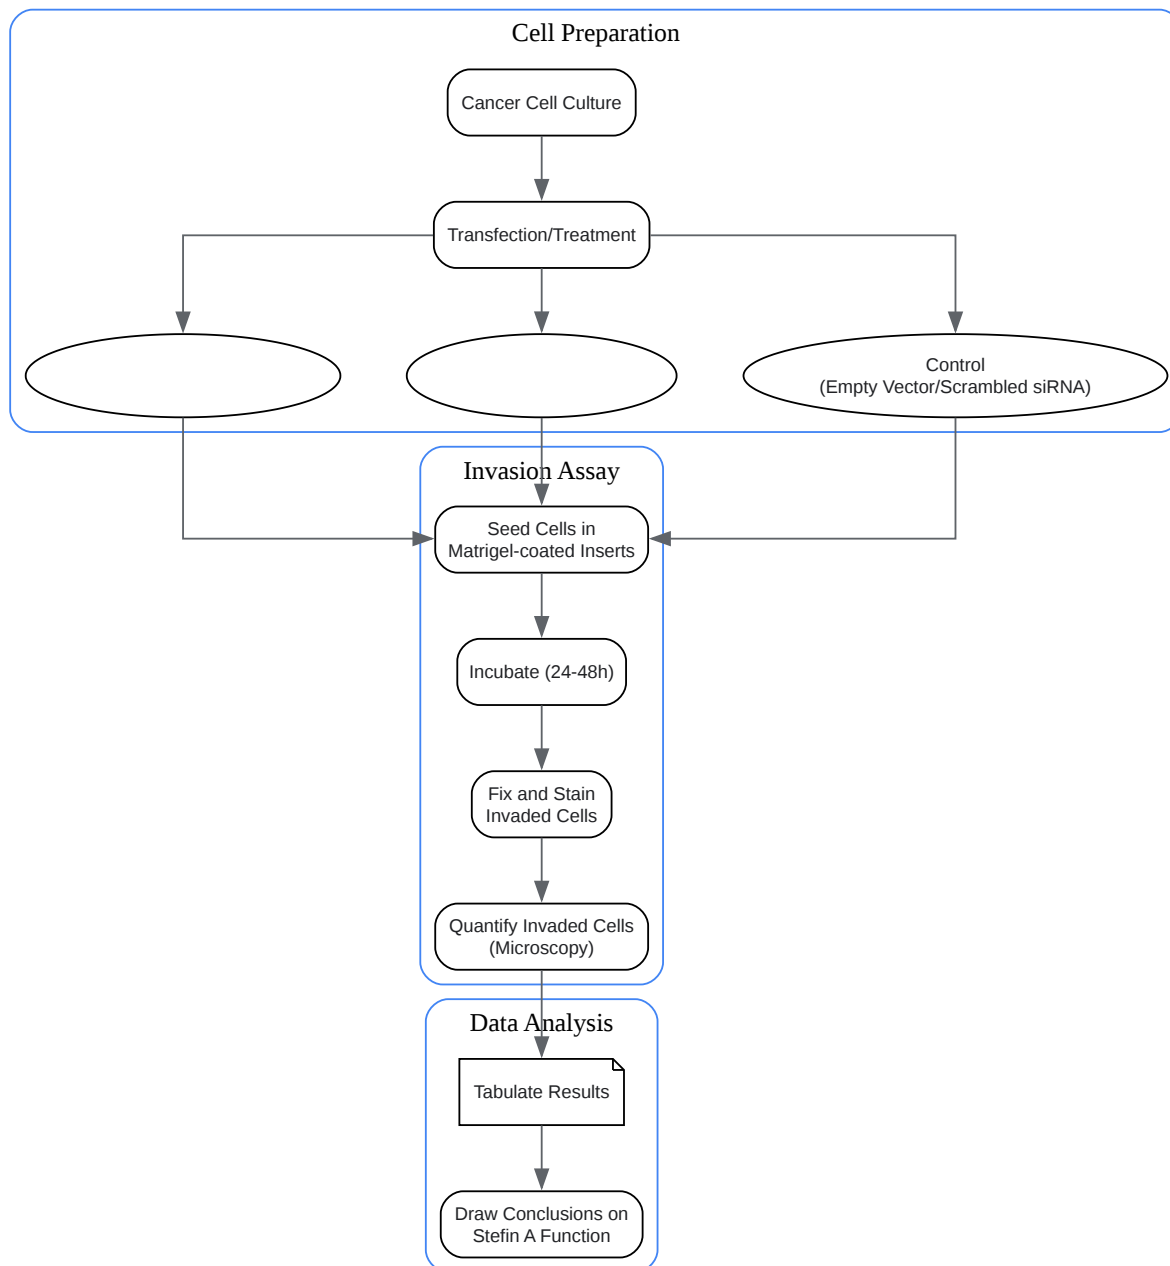 Cell Preparation
Cancer Cell Culture
Transfection/Treatment
Control
(Empty Vector/Scrambled siRNA)
Invasion Assay
Seed Cells in
Matrigel-coated Inserts
Incubate (24-48h)
Fix and Stain
Invaded Cells
Quantify Invaded Cells
(Microscopy)
Data Analysis
Tabulate Results
Draw Conclusions on
Stefin A Function